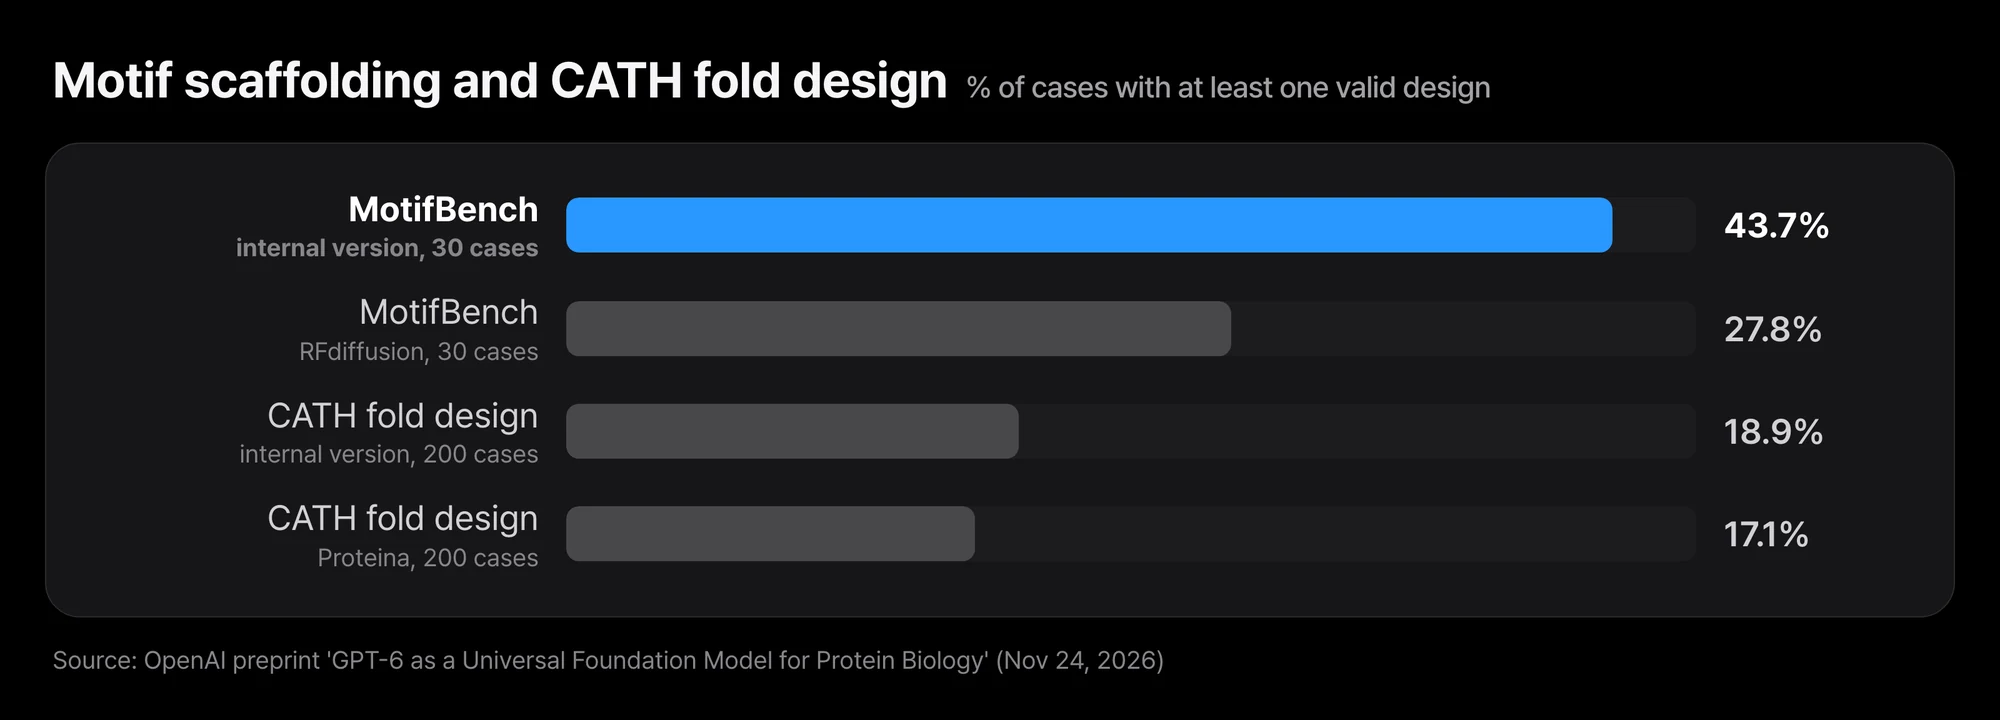 Motif scaffolding and CATH fold design % of cases with at least one valid design
MotifBench
internal version, 30 cases
43.7%
MotifBench
RFdiffusion, 30 cases
27.8%
CATH fold design
internal version, 200 cases
18.9%
CATH fold design
Proteina, 200 cases
17.1%
Source: OpenAI preprint 'GPT-6 as a Universal Foundation Model for Protein Biology' (Nov 24, 2026)